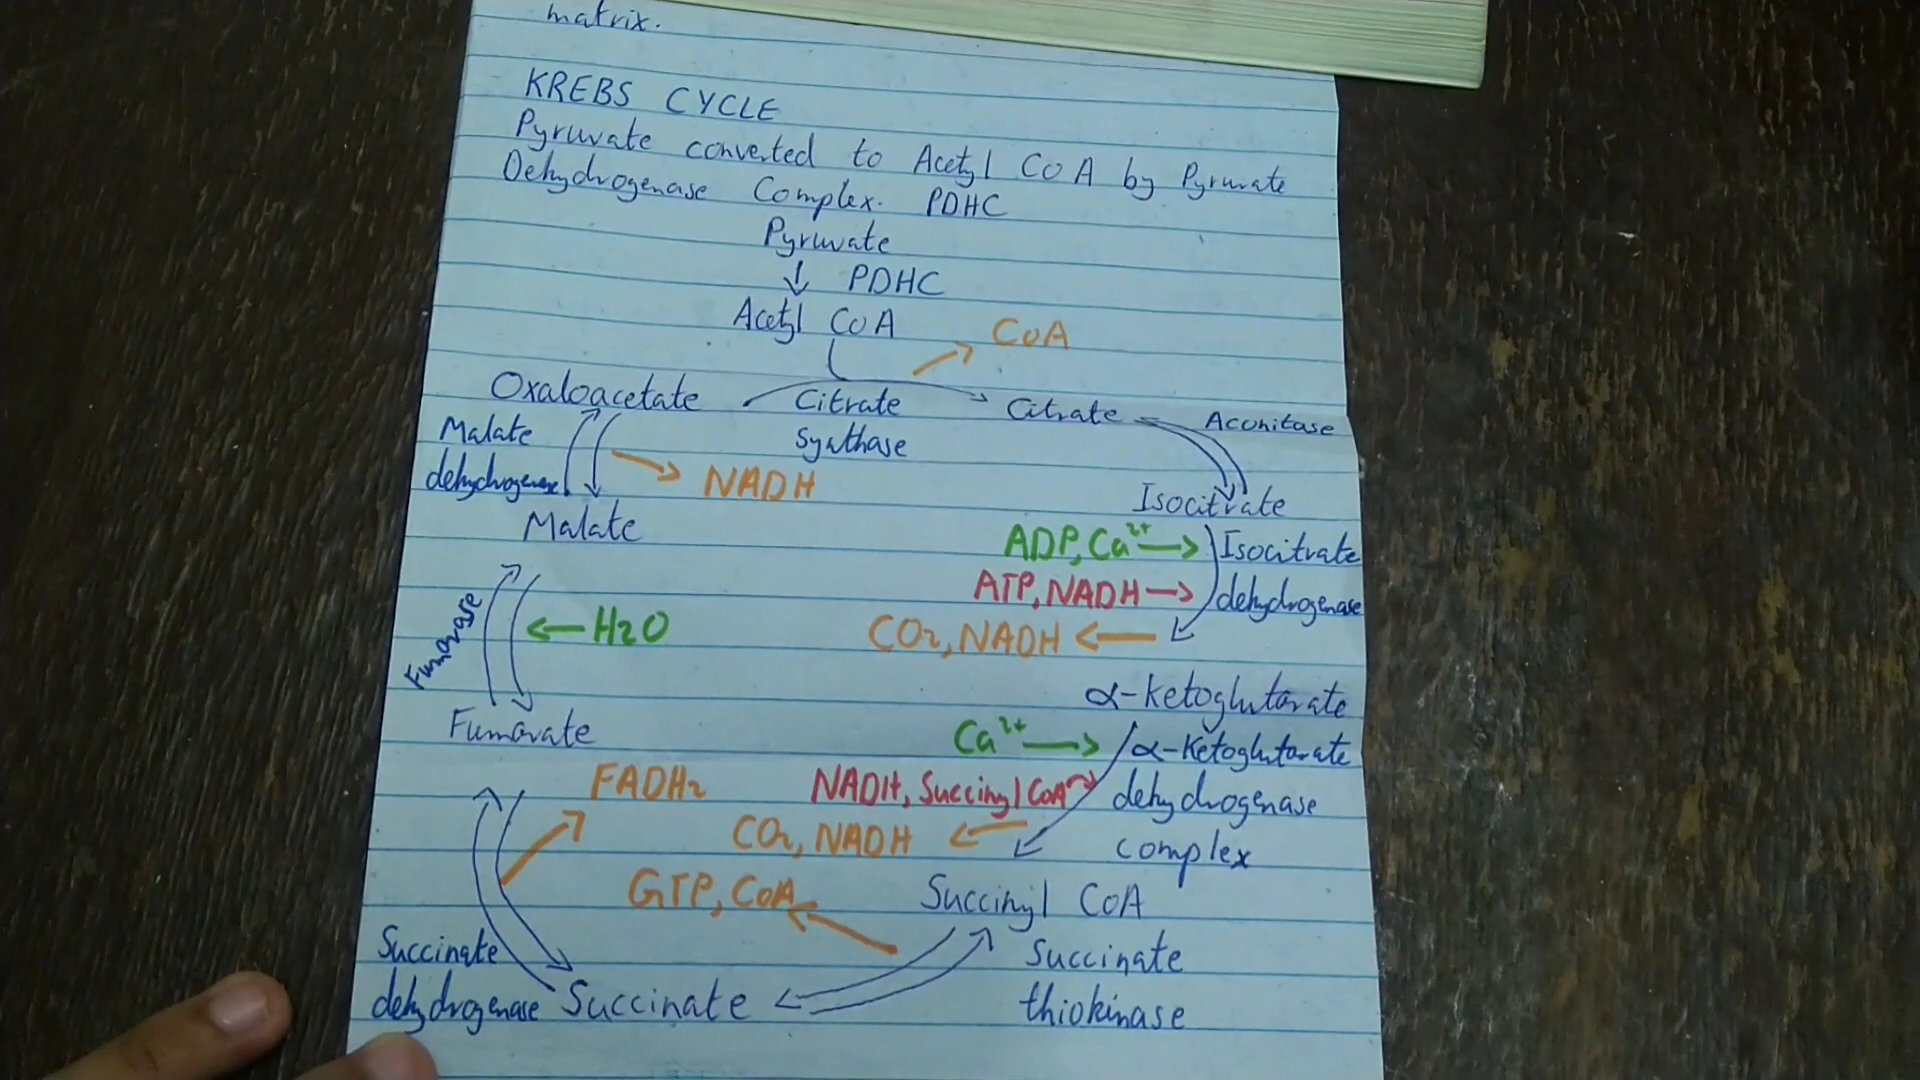 matrix.
KREBS CYCLE
Pyruvate converted to Acetyl CoA by Pyruvate
Dehydrogenase Complex. PDHC
Pyruvate
↓ PDHC
Acetyl CoA
CoA
Oxaloacetate
Citrate
synthase
Citrate
Aconitase
Malate
dehydrogenase
NADH
Isocitrate
Malate
ADP, Ca²⁺ →
Isocitrate
dehydrogenase
ATP, NADH →
CO₂, NADH ←
Fumarase
← H₂O
α-ketoglutarate
Fumarate
Ca²⁺ →
α-Ketoglutarate
dehydrogenase
complex
FADH₂
NADH, Succinyl CoA
CO₂, NADH ←
GTP, CoA
Succinyl CoA
Succinate
dehydrogenase
Succinate
Succinate
thiokinase